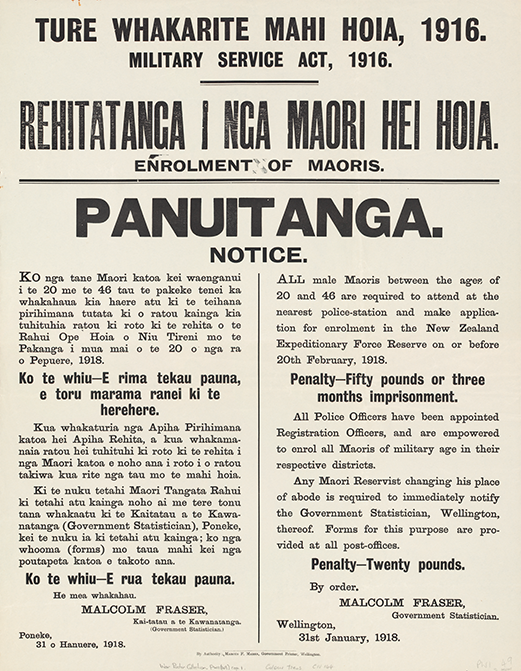 TURE WHAKARITE MAHI HOIA, 1916.
MILITARY SERVICE ACT, 1916.
REHITATANGA I NGA MAORI HEI HOIA.
ENROLMENT OF MAORIS.
PANUITANGA.
NOTICE.
KO nga tane Maori katoa kei waenganui
i te 20 me te 46 tau te pakeke tenei ka
whakahaua kia haere atu ki te teihana
pirihimana tutata ki o ratou kainga kia
tuhituhia ratou ki roto ki te rehita o te
Rahui Ope Hoia o Niu Tireni mo te
Pakanga i mua mai o te 20 o nga ra
o Pepuere, 1918.
Ko te whiu—E rima tekau pauna,
e toru marama ranei ki te
herehere.
Kua whakaturia nga Apiha Pirihimana
katoa hei Apiha Rehita, a kua whakama-
naia ratou hei tuhituhi ki roto ki te rehita i
nga Maori katoa e noho ana i roto i o ratou
takiwa kua rite nga tau mo te mahi hoia.
Ki te nuku tetahi Maori Tangata Rahui
ki tetahi atu kainga noho ai me tere tonu
tana whakaatu ki te Kaitatau a te Kawa-
natanga (Government Statistician), Poneke,
kei te nuku ia ki tetahi atu kainga; ko nga
whooma (forms) mo taua mahi kei nga
poutapeta katoa e takoto ana.
Ko te whiu—E rua tekau pauna.
He mea whakahau.
MALCOLM FRASER,
Kai-tatau a te Kawanatanga.
(Government Statistician.)
Poneke,
31 o Hanuere, 1918.
ALL male Maoris between the ages of
20 and 46 are required to attend at the
nearest police-station and make applica-
tion for enrolment in the New Zealand
Expeditionary Force Reserve on or before
20th February, 1918.
Penalty—Fifty pounds or three
months imprisonment.
All Police Officers have been appointed
Registration Officers, and are empowered
to enrol all Maoris of military age in their
respective districts.
Any Maori Reservist changing his place
of abode is required to immediately notify
the Government Statistician, Wellington,
thereof. Forms for this purpose are pro-
vided at all post-offices.
Penalty—Twenty pounds.
By order.
MALCOLM FRASER,
Government Statistician.
Wellington,
31st January, 1918.
By Authority: Marcus F. Marks, Government Printer, Wellington.